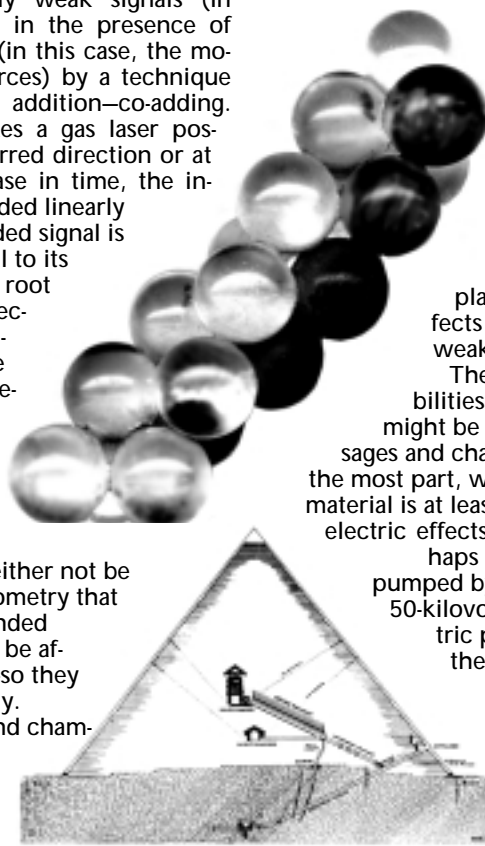 weak signals (in
in the presence of
(in this case, the mo-
rces) by a technique
addition—co-adding.
es a gas laser pos-
rred direction or at
ase in time, the in-
ded linearly
ded signal is
l to its
root
ec-
-
e
e-
either not be
ometry that
nded
be af-
so they
y.
nd cham-
pla
fects
weak
The
bilities
might be
sages and cha
the most part, w
material is at leas
electric effects
haps
pumped b
50-kilovo
tric p
the